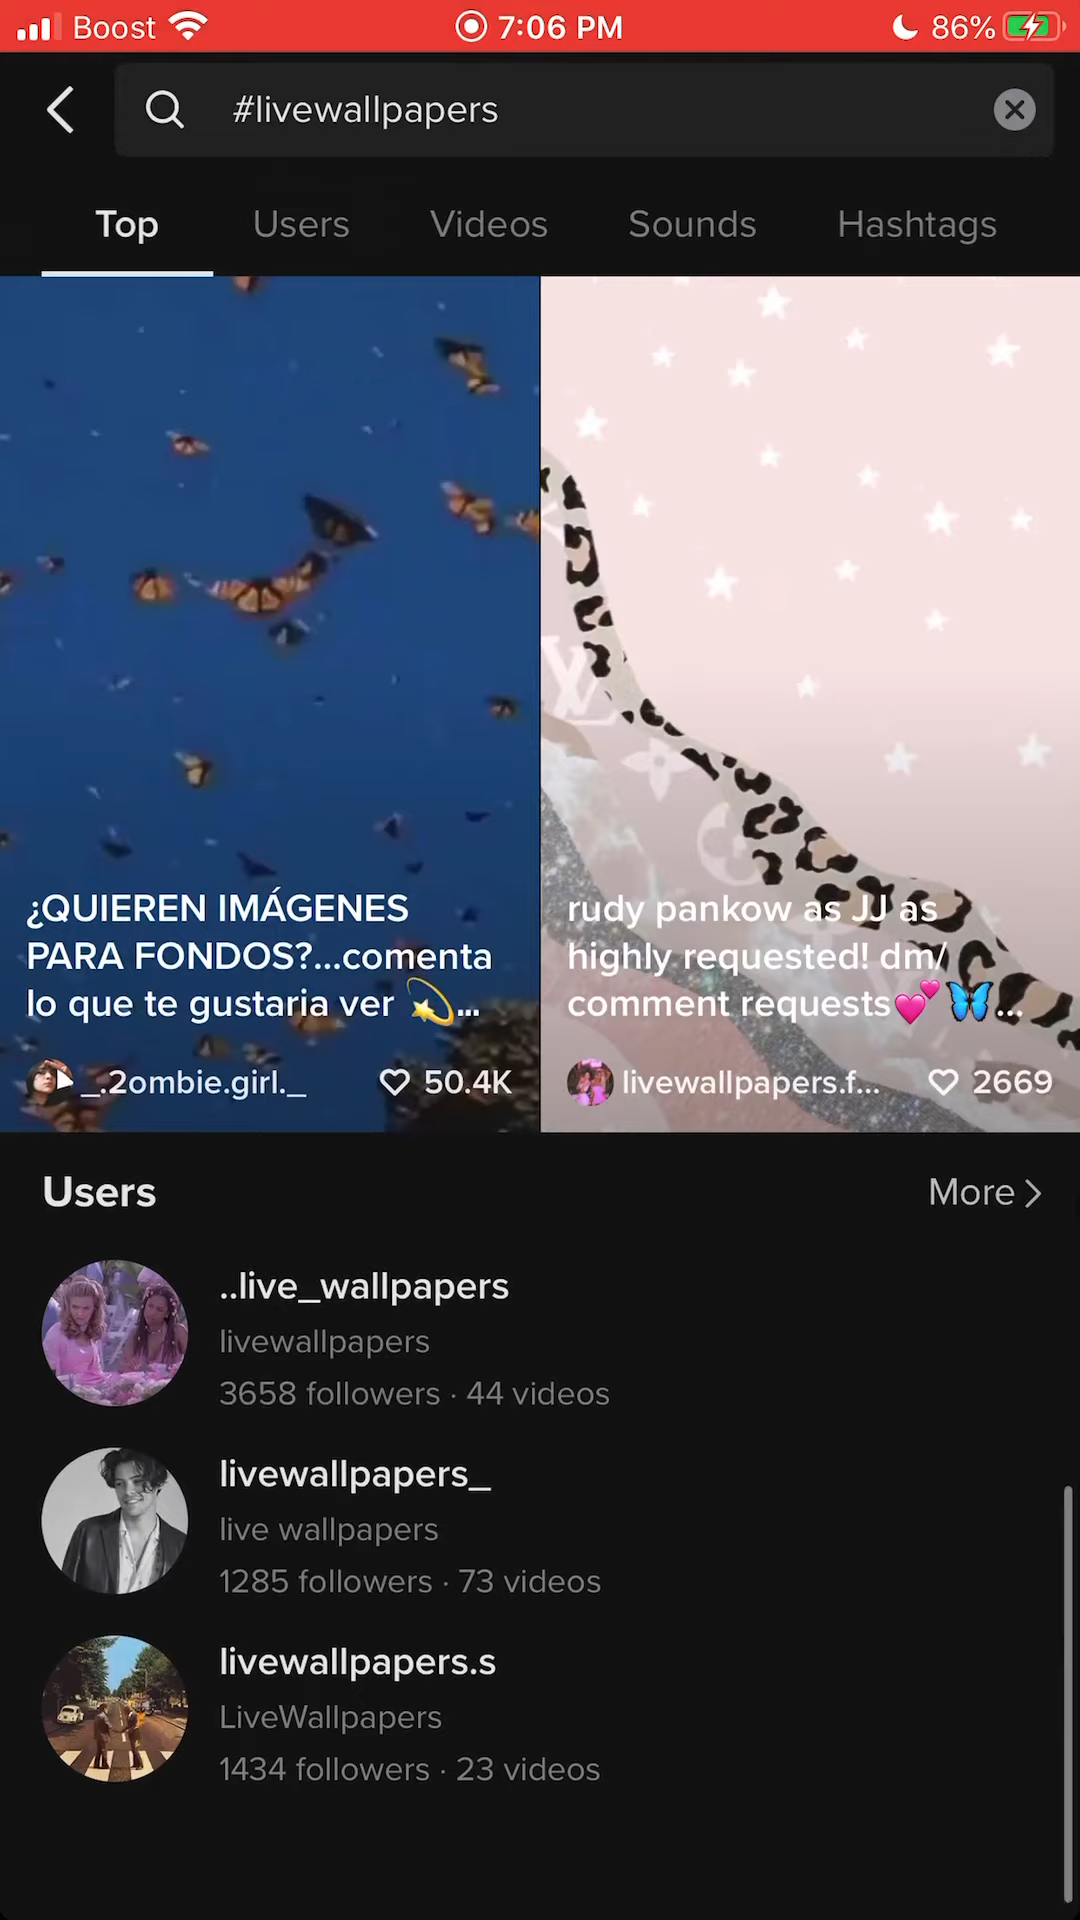 Boost 7:06 PM 86%
#livewallpapers
Top Users Videos Sounds Hashtags
LV
¿QUIEREN IMÁGENES
PARA FONDOS?...comenta
lo que te gustaria ver 💫...
_.2ombie.girl._ 50.4K
rudy pankow as JJ as
highly requested! dm/
comment requests💕🦋...
livewallpapers.f... 2669
Users More
..live_wallpapers
livewallpapers
3658 followers · 44 videos
livewallpapers_
live wallpapers
1285 followers · 73 videos
livewallpapers.s
LiveWallpapers
1434 followers · 23 videos